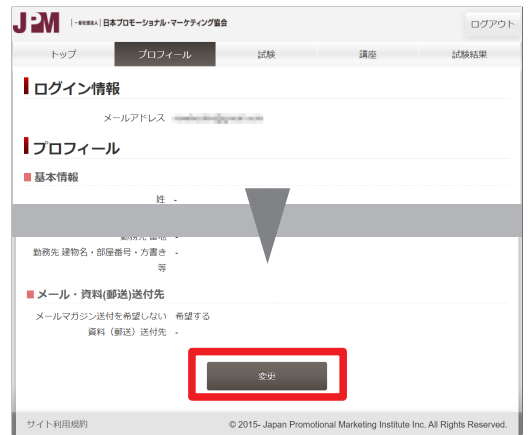 JPM 一般社団法人 日本プロモーショナル・マーケティング協会
ログアウト
トップ プロフィール 試験 講座 試験結果
ログイン情報
メールアドレス
プロフィール
基本情報
姓 -
勤務先 番地 -
勤務先 建物名・部屋番号・方書き -
等
メール・資料(郵送)送付先
メールマガジン送付を希望しない 希望する
資料（郵送）送付先 -
変更
サイト利用規約 © 2015- Japan Promotional Marketing Institute Inc. All Rights Reserved.